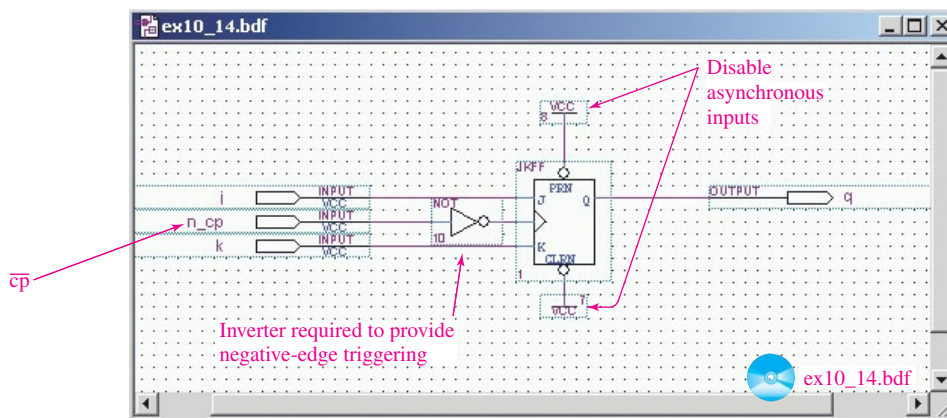 ex10_14.bdf
Disable
asynchronous
inputs
VCC
8
JKFF
PRN
j
INPUT
VCC
NOT
J
Q
OUTPUT
q
n_cp
INPUT
VCC
10
k
INPUT
VCC
K
CLRN
1
7
VCC
cp
Inverter required to provide
negative-edge triggering
ex10_14.bdf